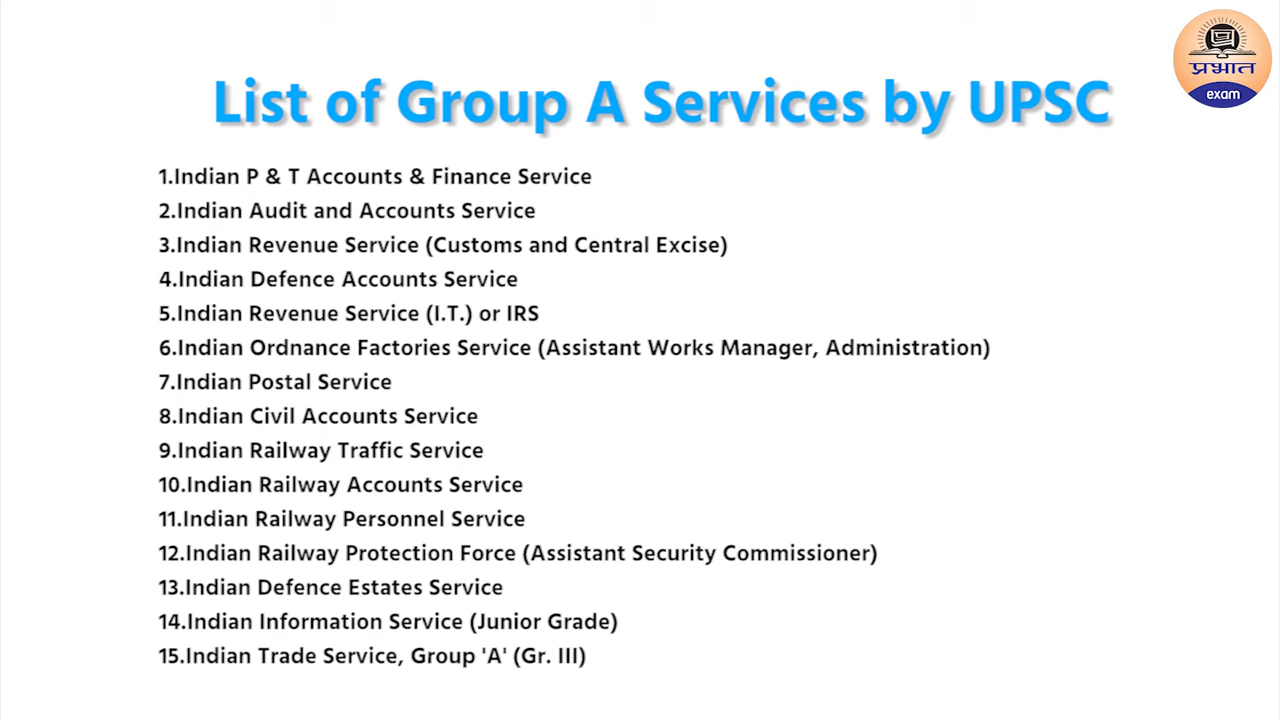 प्रभात
exam
List of Group A Services by UPSC
1.Indian P & T Accounts & Finance Service
2.Indian Audit and Accounts Service
3.Indian Revenue Service (Customs and Central Excise)
4.Indian Defence Accounts Service
5.Indian Revenue Service (I.T.) or IRS
6.Indian Ordnance Factories Service (Assistant Works Manager, Administration)
7.Indian Postal Service
8.Indian Civil Accounts Service
9.Indian Railway Traffic Service
10.Indian Railway Accounts Service
11.Indian Railway Personnel Service
12.Indian Railway Protection Force (Assistant Security Commissioner)
13.Indian Defence Estates Service
14.Indian Information Service (Junior Grade)
15.Indian Trade Service, Group 'A' (Gr. III)